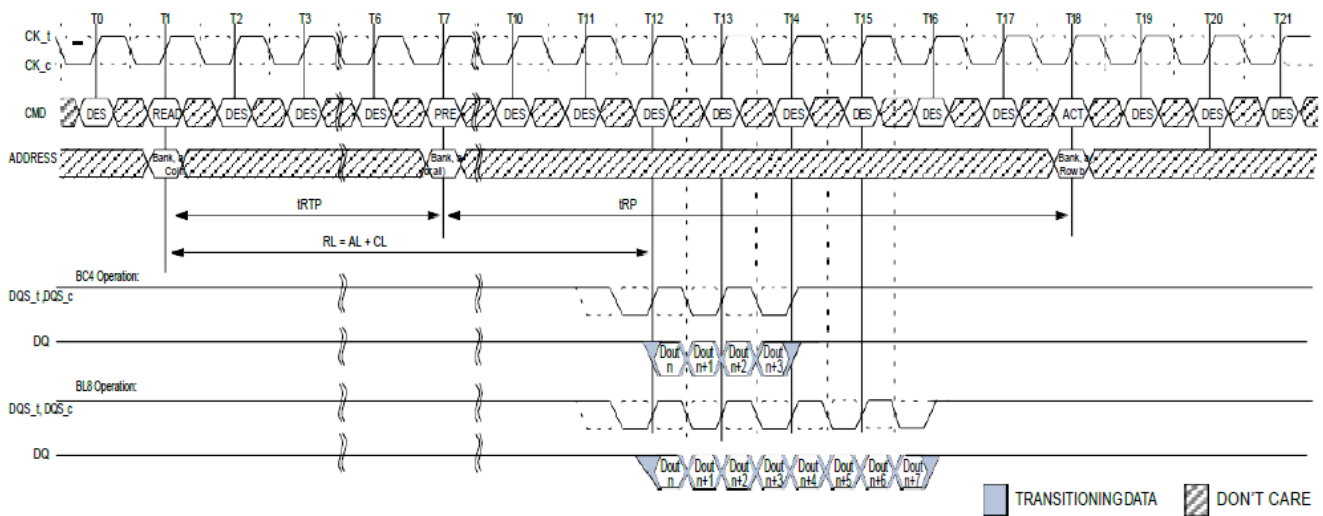 T0 T1 T2 T3 T6 T7 T10 T11 T12 T13 T14 T15 T16 T17 T18 T19 T20 T21
CK_t
CK_c
CMD DES READ DES DES DES PRE DES DES DES DES DES DES DES DES ACT DES DES DES
ADDRESS Bank, a Bank, a Bank, a
Col n (or all) Row b
tRTP tRP
RL = AL + CL
BC4 Operation:
DQS_t,DQS_c
DQ
Dout Dout Dout Dout
n n+1 n+2 n+3
BL8 Operation:
DQS_t, DQS_c
DQ
Dout Dout Dout Dout Dout Dout Dout Dout
n n+1 n+2 n+3 n+4 n+5 n+6 n+7
TRANSITIONING DATA DON'T CARE